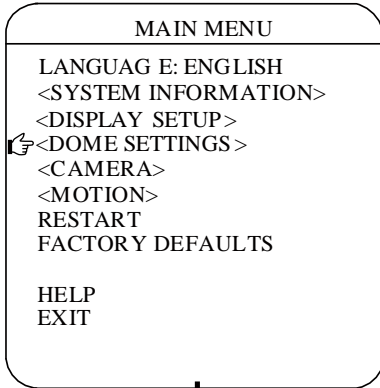 MAIN MENU
LANGUAG E: ENGLISH
<SYSTEM INFORMATION>
<DISPLAY SETUP>
<DOME SETTINGS>
<CAMERA>
<MOTION>
RESTART
FACTORY DEFAULTS
HELP
EXIT